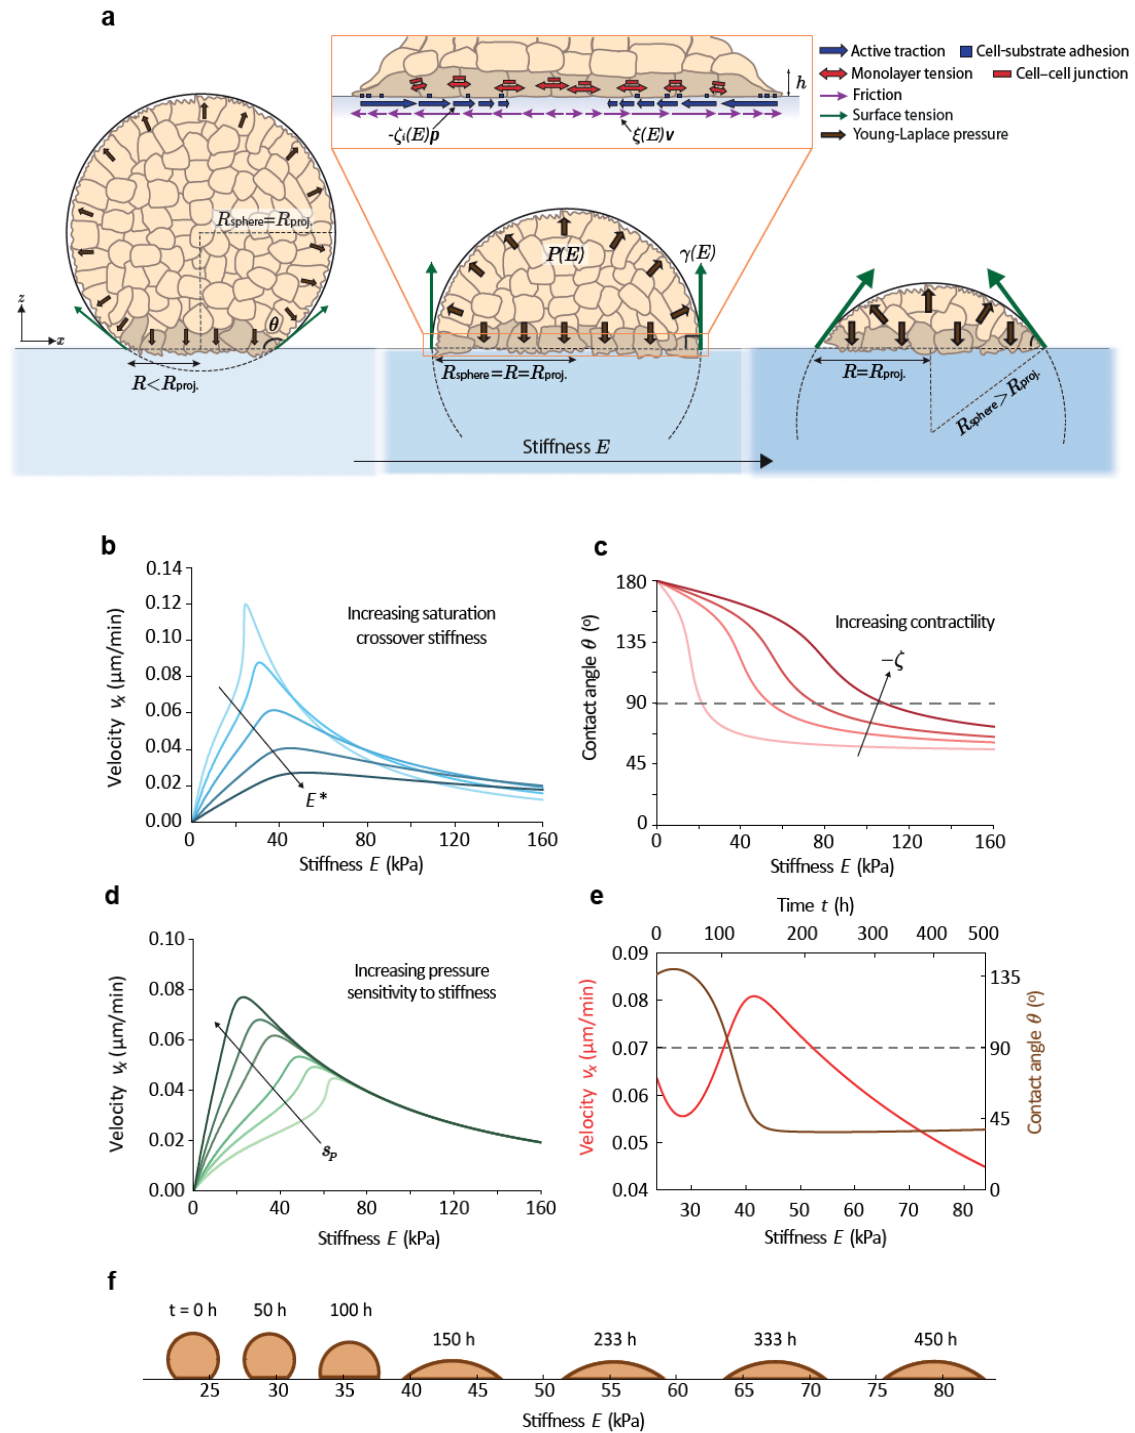 a
Active traction
Cell-substrate adhesion
Monolayer tension
Cell–cell junction
Friction
Surface tension
Young-Laplace pressure
h
-ζᵢ(E)p
ξ(E)v
R_sphere=R_proj.
P(E)
γ(E)
z
x
θ
R<R_proj.
R_sphere=R=R_proj.
R=R_proj.
R_sphere>R_proj.
Stiffness E
b
Velocity vₓ (μm/min)
0.14
0.12
0.10
0.08
0.06
0.04
0.02
0.00
Increasing saturation
crossover stiffness
E*
0 40 80 120 160
Stiffness E (kPa)
c
Contact angle θ (º)
180
135
90
45
0
Increasing contractility
−ζ
0 40 80 120 160
Stiffness E (kPa)
d
Velocity vₓ (μm/min)
0.10
0.08
0.06
0.04
0.02
0.00
Increasing pressure
sensitivity to stiffness
sₚ
0 40 80 120 160
Stiffness E (kPa)
e
Time t (h)
0 100 200 300 400 500
Velocity vₓ (μm/min)
0.09
0.08
0.07
0.06
0.05
0.04
135
90
45
0
Contact angle θ (º)
30 40 50 60 70 80
Stiffness E (kPa)
f
t = 0 h 50 h 100 h 150 h 233 h 333 h 450 h
25 30 35 40 45 50 55 60 65 70 75 80
Stiffness E (kPa)